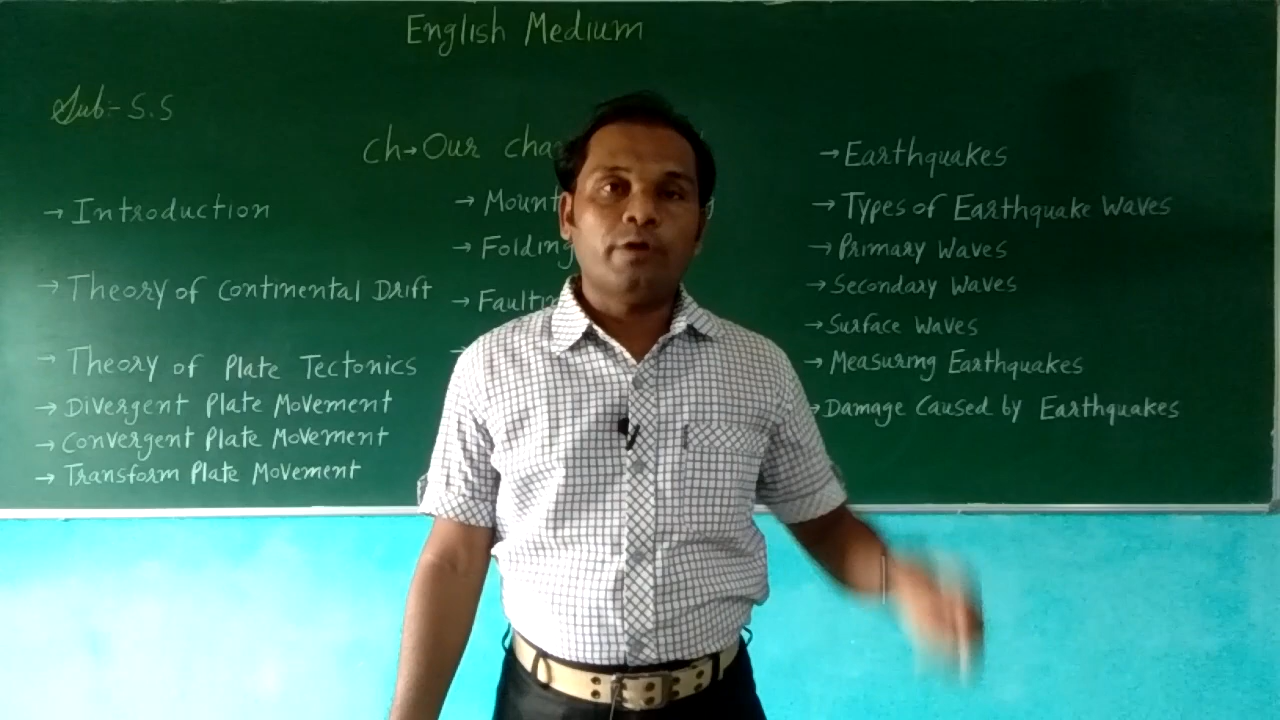 English Medium
Sub:- S.S
Ch→Our
→ Introduction
→ Theory of Continental Drift
→ Theory of Plate Tectonics
→ Divergent Plate Movement
→ Convergent Plate Movement
→ Transform Plate Movement
→
→ Folding
→
→
→ Earthquakes
→ Types of Earthquake Waves
→ Primary Waves
→ Secondary Waves
→ Surface Waves
→ Measuring Earthquakes
→ Damage Caused by Earthquakes